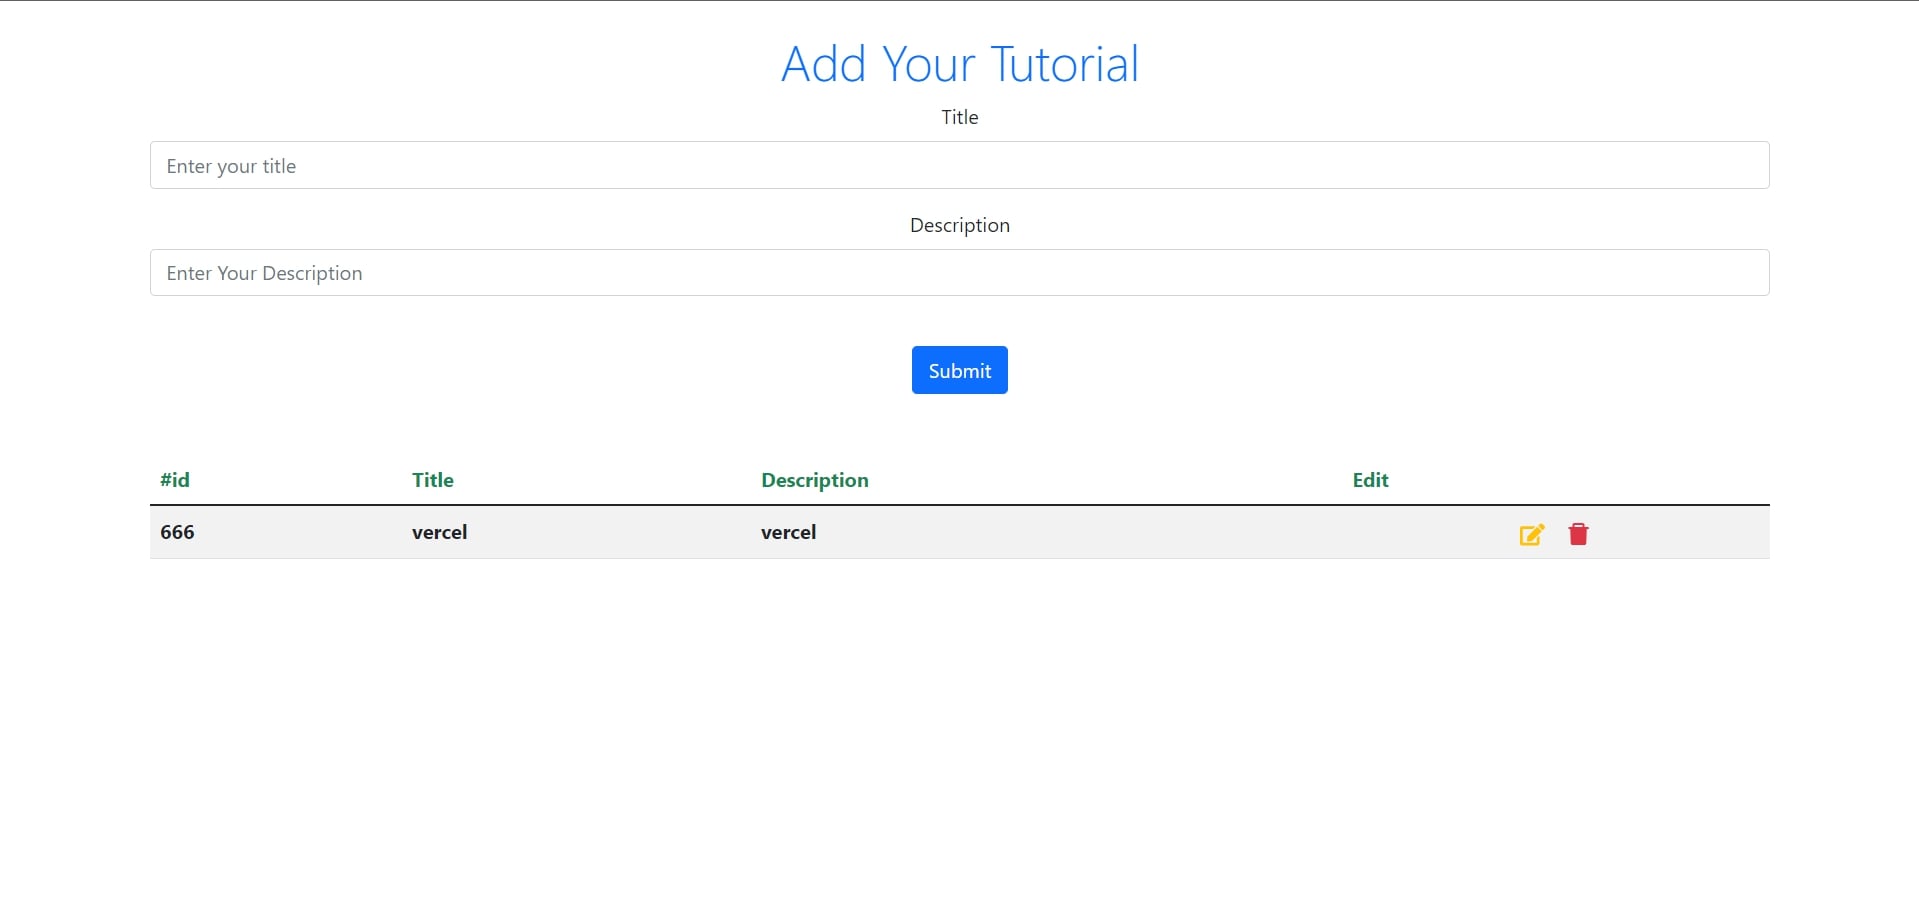 Add Your Tutorial
Title
Enter your title
Description
Enter Your Description
Submit
#id Title Description Edit
666 vercel vercel